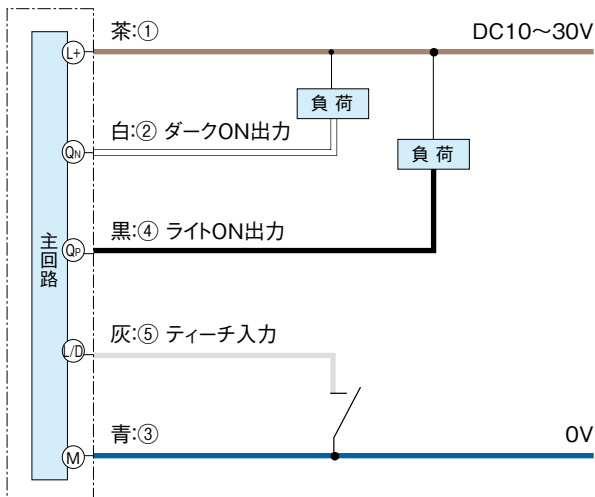 茶:①
DC10～30V
L+
負 荷
白:② ダークON出力
QN
負 荷
黒:④ ライトON出力
QP
主回路
灰:⑤ ティーチ入力
L/D
青:③
0V
M